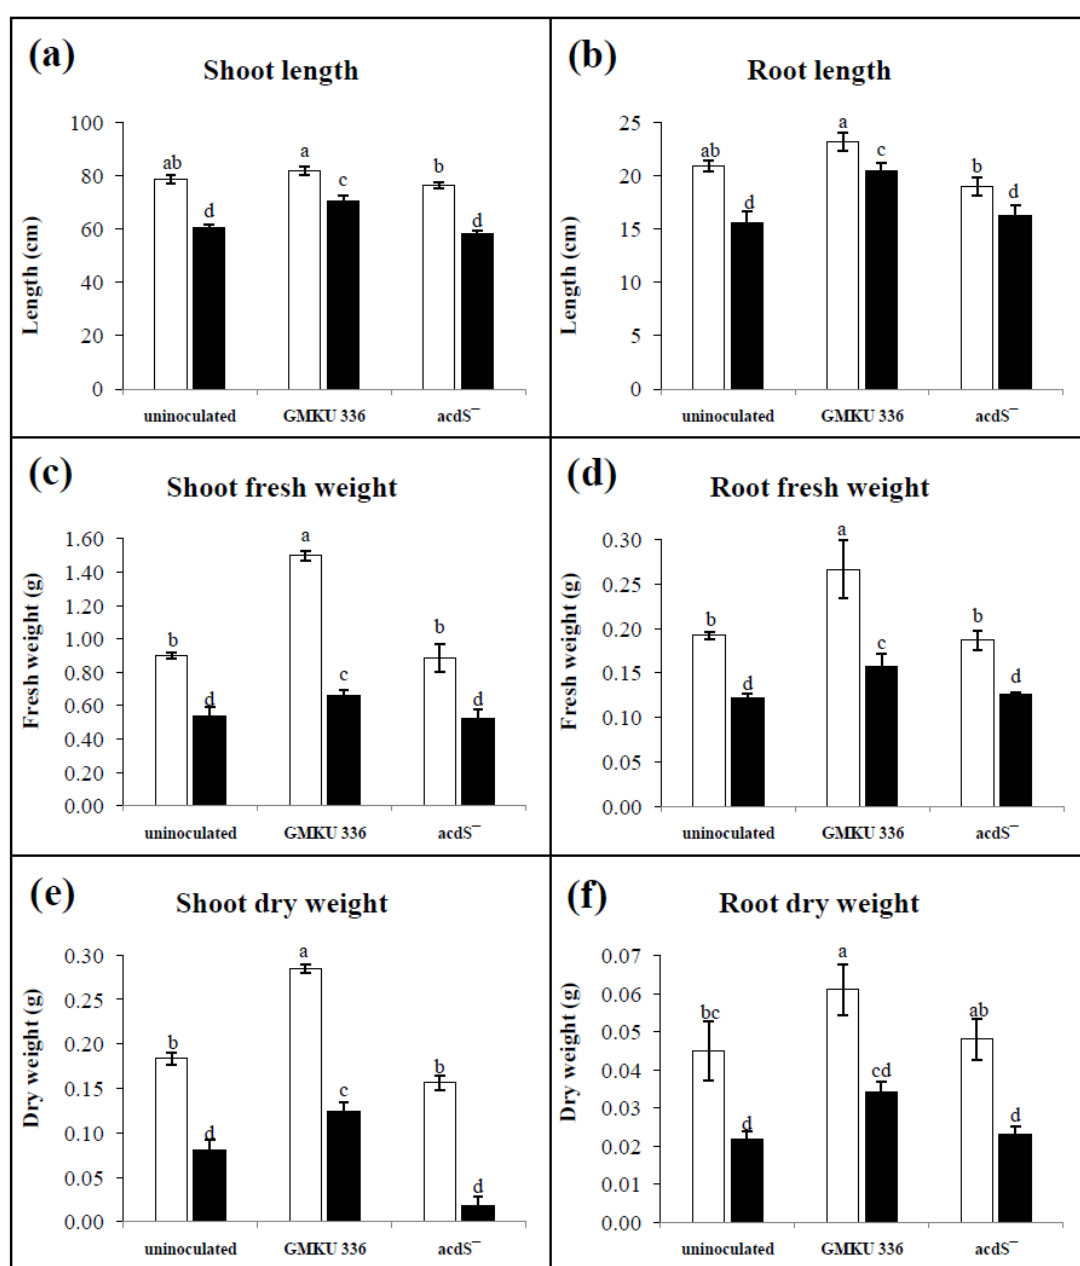 (a)
Shoot length
Length (cm)
100
80
60
40
20
0
ab
d
a
c
b
d
uninoculated GMKU 336 acdS⁻
(b)
Root length
Length (cm)
25
20
15
10
5
0
ab
d
a
c
b
d
uninoculated GMKU 336 acdS⁻
(c)
Shoot fresh weight
Fresh weight (g)
1.60
1.40
1.20
1.00
0.80
0.60
0.40
0.20
0.00
b
d
a
c
b
d
uninoculated GMKU 336 acdS⁻
(d)
Root fresh weight
Fresh weight (g)
0.30
0.25
0.20
0.15
0.10
0.05
0.00
b
d
a
c
b
d
uninoculated GMKU 336 acdS⁻
(e)
Shoot dry weight
Dry weight (g)
0.30
0.25
0.20
0.15
0.10
0.05
0.00
b
d
a
c
b
d
uninoculated GMKU 336 acdS⁻
(f)
Root dry weight
Dry weight (g)
0.07
0.06
0.05
0.04
0.03
0.02
0.01
0.00
bc
d
a
cd
ab
d
uninoculated GMKU 336 acdS⁻